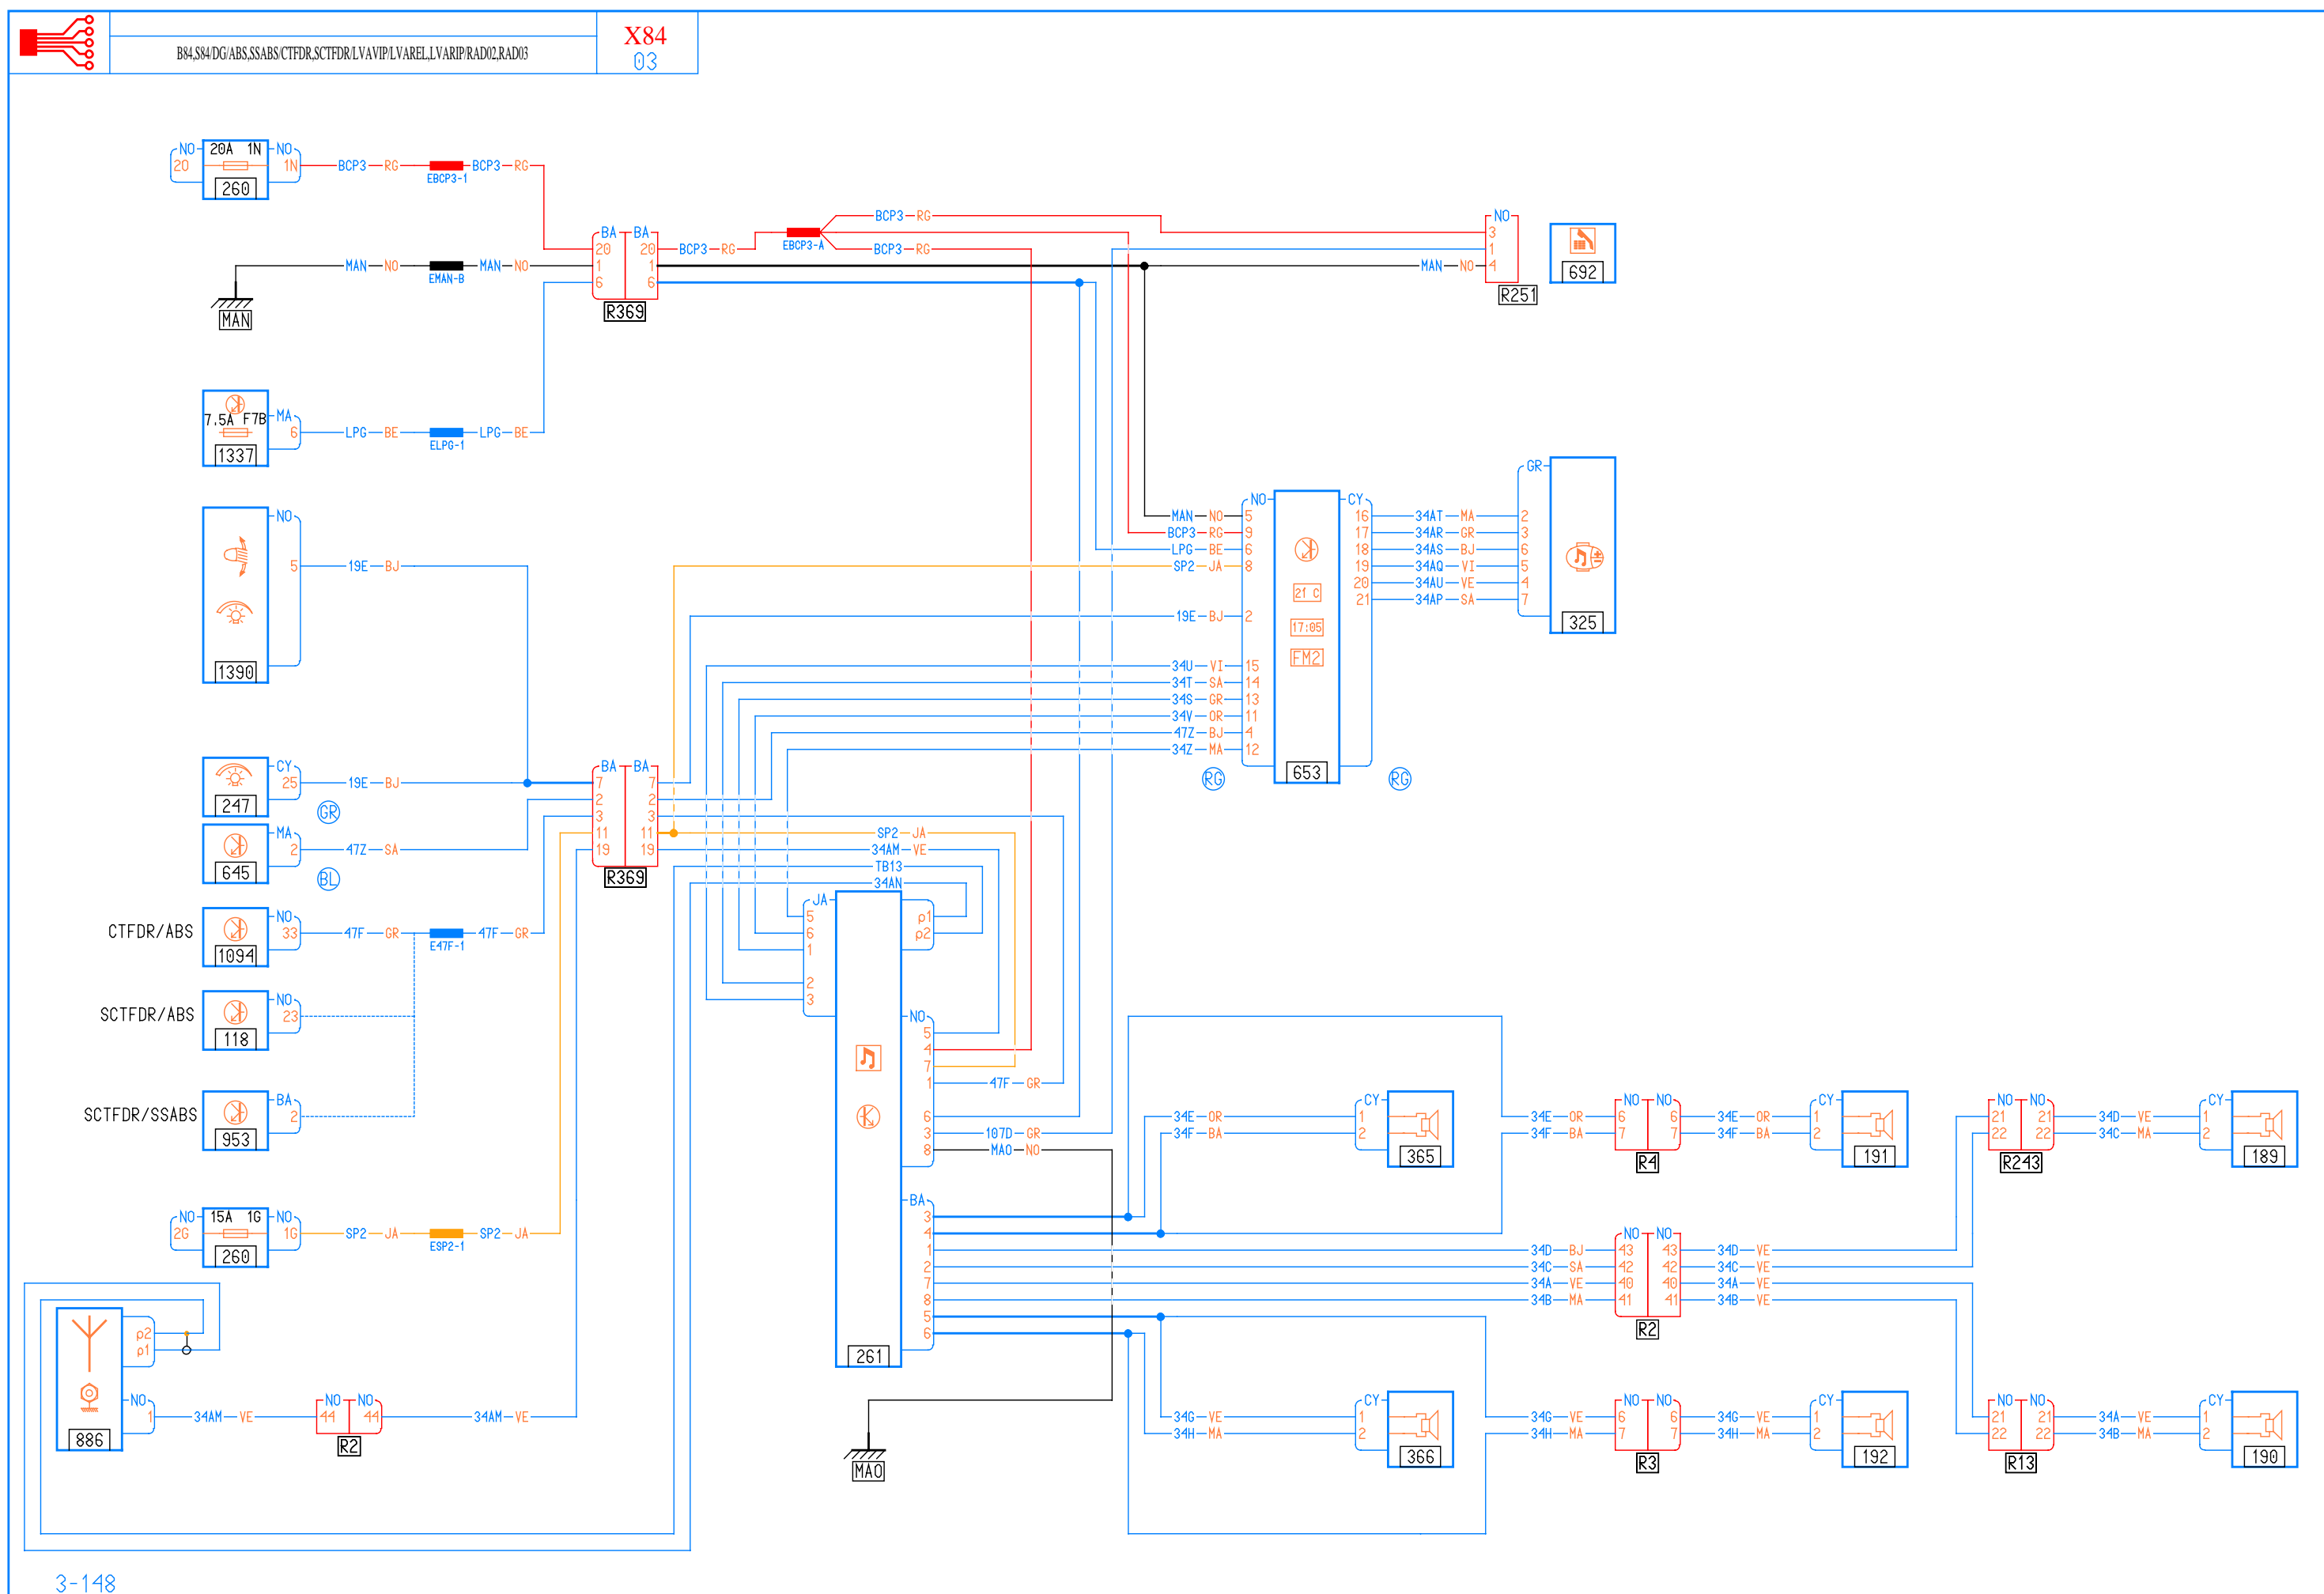 B84,S84/DG/ABS,SSABS/CTFDR,SCTFDR/LVAVIP/LVAREL,LVARIP/RAD02,RAD03
X84
03
NO 20A 1N NO
20 1N BCP3 RG BCP3 RG
EBCP3-1
260
BCP3 RG
NO
BA BA
20 20 BCP3 RG BCP3 RG 3
EBCP3-A
1
MAN NO MAN NO 1 1 MAN NO 4
EMAN-B
6 6
692
R251
MAN
R369
7.5A F7B MA
6 LPG BE LPG BE
ELPG-1
1337
GR
NO CY
NO
MAN NO 5 16 34AT MA 2
BCP3 RG 9 17 34AR GR 3
LPG BE 6 18 34AS BJ 6
5 19E BJ SP2 JA 8 19 34AQ VI 5
20 34AU VE 4
21 C 21 34AP SA 7
19E BJ 2
17:05
325
FM2
34U VI 15
1390
34T SA 14
34S GR 13
34V OR 11
47Z BJ 4
34Z MA 12
653
RG RG
CY BA BA
25 19E BJ 7 7
247 2 2
GR
3 3
MA 11 11 SP2 JA
2 47Z SA 19 19 34AM VE
TB13
645
BL
R369
34AN
JA
CTFDR/ABS NO 5 p1
33 47F GR 47F GR 6 p2
E47F-1
1094
1
SCTFDR/ABS NO 2
23 3
118
NO
5
4
7
1 47F GR
SCTFDR/SSABS BA
2
953
6
3 107D GR
8 MAO NO
CY NO NO CY NO NO CY
34E OR 1 34E OR 6 6 34E OR 1 21 21 34D VE 1
34F BA 2 34F BA 7 7 34F BA 2 22 22 34C MA 2
365 R4 191 R243 189
BA
NO 15A 1G NO 3
2G 1G SP2 JA SP2 JA 4
ESP2-1
260
NO NO
1 34D BJ 43 43 34D VE
2 34C SA 42 42 34C VE
7 34A VE 40 40 34A VE
8 34B MA 41 41 34B VE
5
6
R2
p2
p1
261
NO NO NO CY NO NO CY NO NO CY
1 34AM VE 44 44 34AM VE 34G VE 1 34G VE 6 6 34G VE 1 21 21 34A VE 1
34H MA 2 34H MA 7 7 34H MA 2 22 22 34B MA 2
886 R2 366 R3 192 R13 190
MAO
3-148